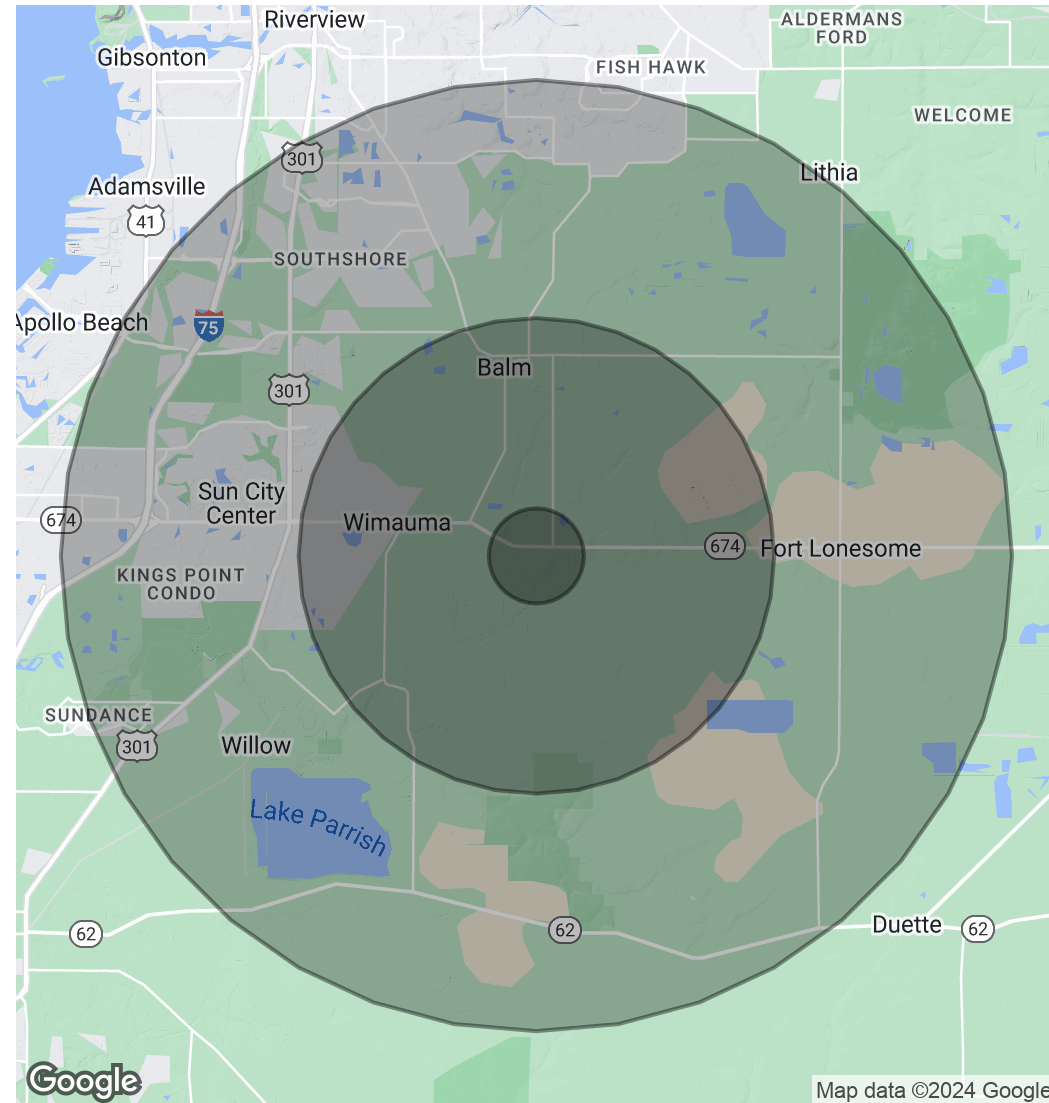 Riverview
ALDERMANS
FORD
Gibsonton
FISH HAWK
WELCOME
301
Lithia
Adamsville
41
SOUTHSHORE
Apollo Beach
75
Balm
301
Sun City
Center
674
Wimauma
674
Fort Lonesome
KINGS POINT
CONDO
SUNDANCE
301
Willow
Lake Parrish
62
62
Duette
62
Google
Map data ©2024 Google